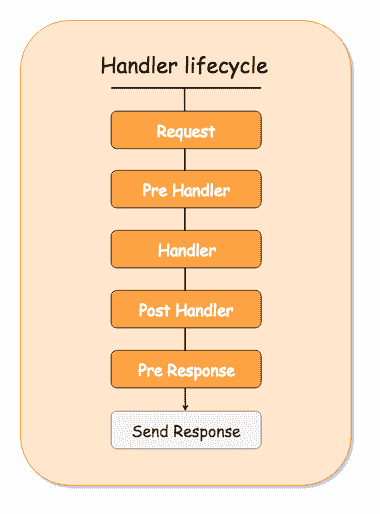 Handler lifecycle
Request
Pre Handler
Handler
Post Handler
Pre Response
Send Response